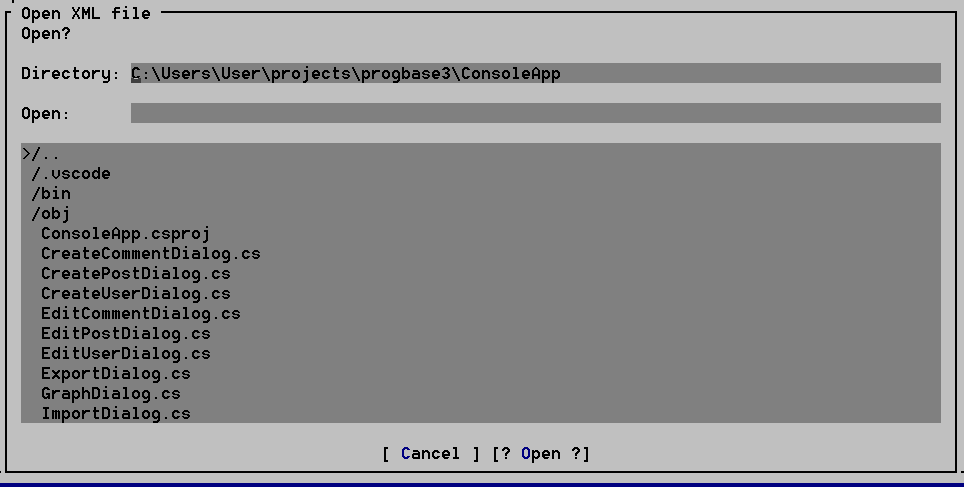 Open XML file
Open?
Directory: C:\Users\User\projects\progbase3\ConsoleApp
Open:
>/..
/.vscode
/bin
/obj
ConsoleApp.csproj
CreateCommentDialog.cs
CreatePostDialog.cs
CreateUserDialog.cs
EditCommentDialog.cs
EditPostDialog.cs
EditUserDialog.cs
ExportDialog.cs
GraphDialog.cs
ImportDialog.cs
[ Cancel ] [? Open ?]